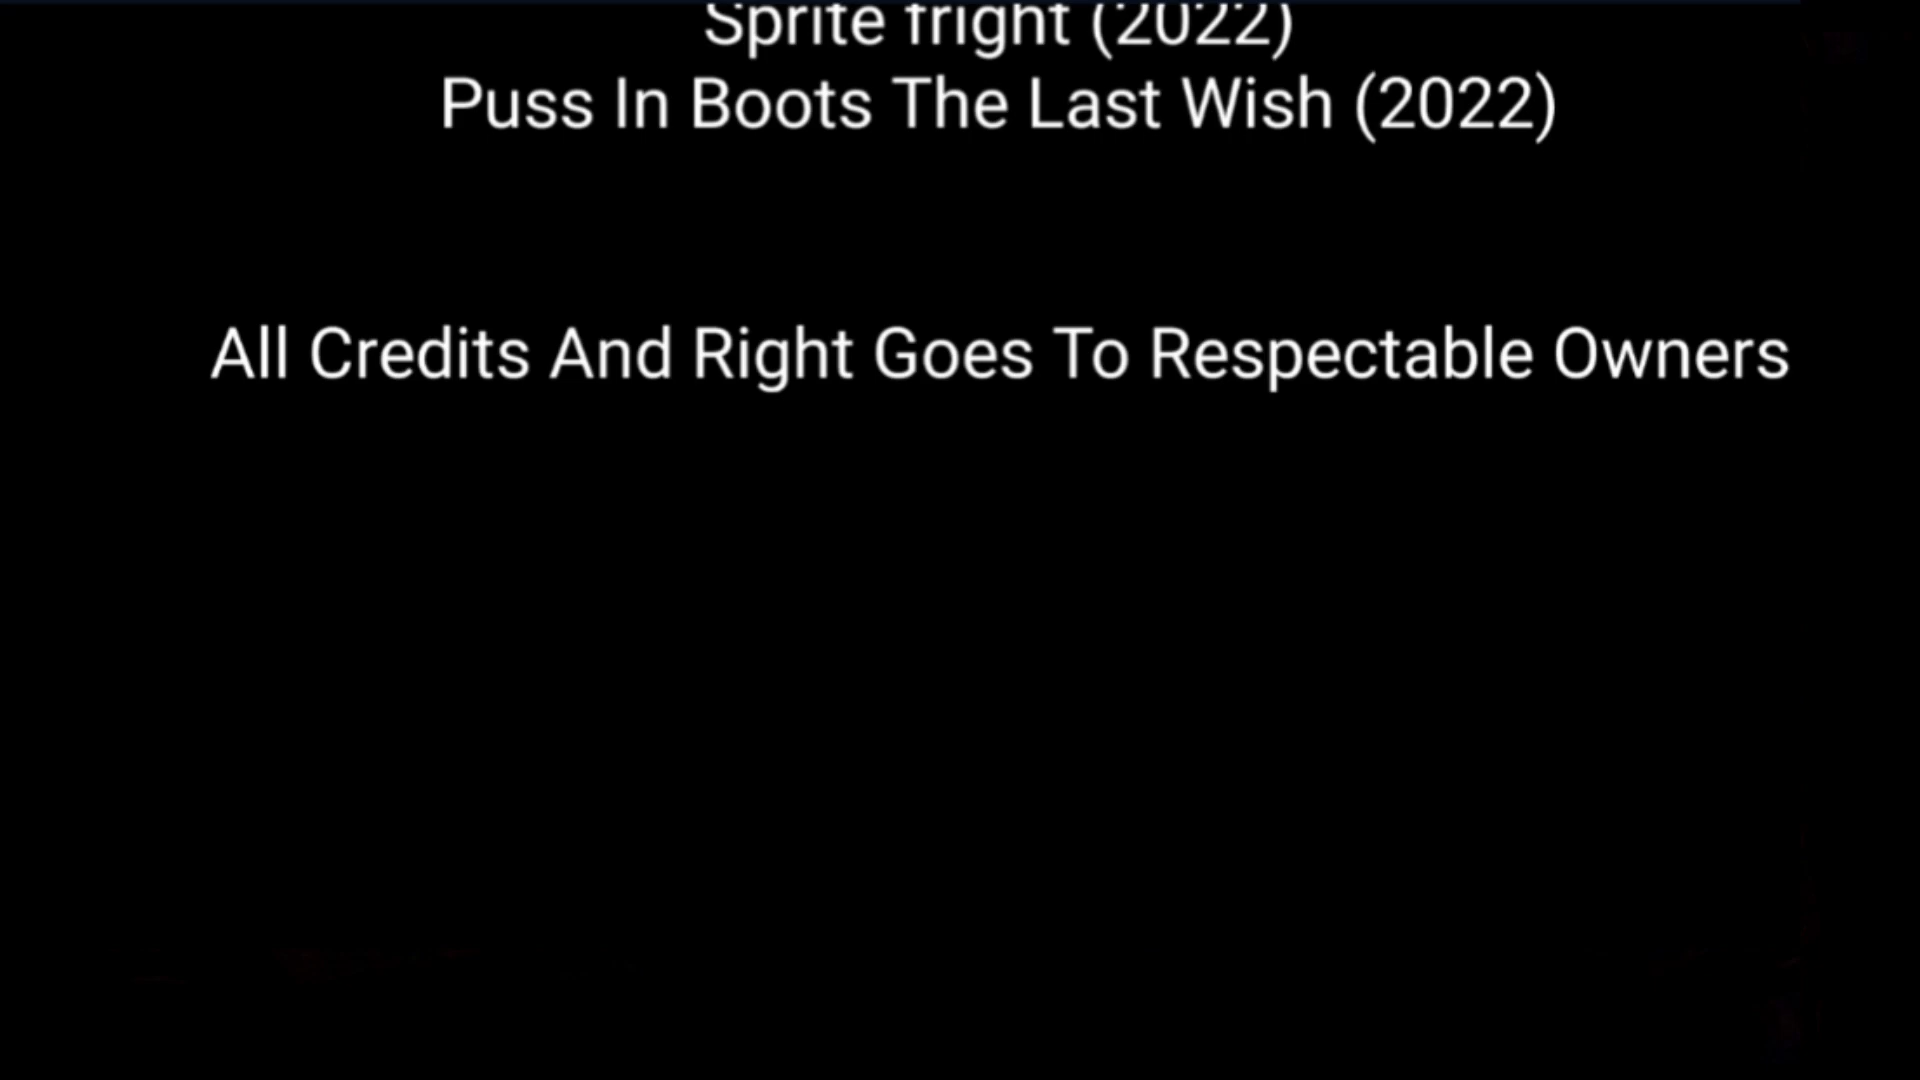 Sprite fright (2022)
Puss In Boots The Last Wish (2022)
All Credits And Right Goes To Respectable Owners